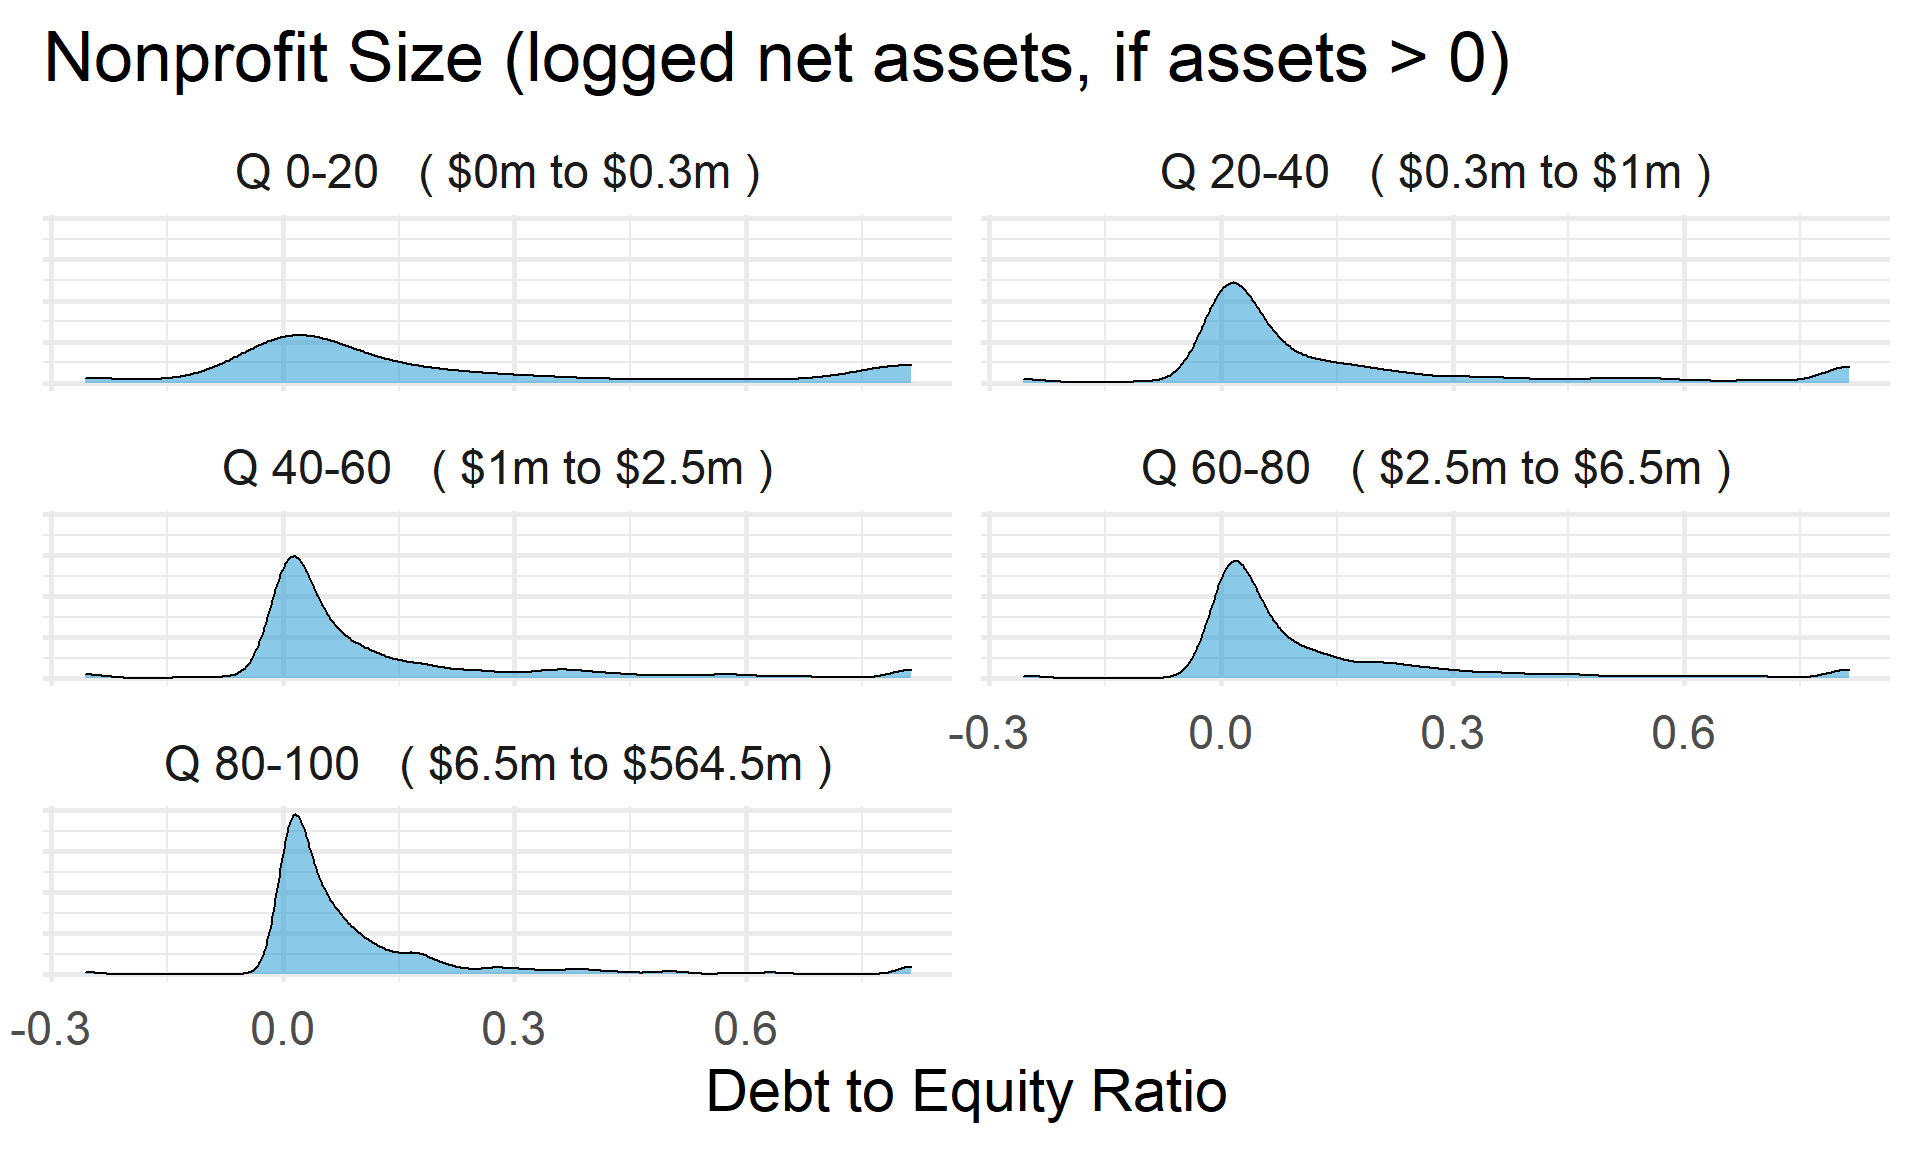 Nonprofit Size (logged net assets, if assets > 0)
Q 0-20 ( $0m to $0.3m )
Q 20-40 ( $0.3m to $1m )
Q 40-60 ( $1m to $2.5m )
Q 60-80 ( $2.5m to $6.5m )
-0.3 0.0 0.3 0.6
Q 80-100 ( $6.5m to $564.5m )
-0.3 0.0 0.3 0.6
Debt to Equity Ratio